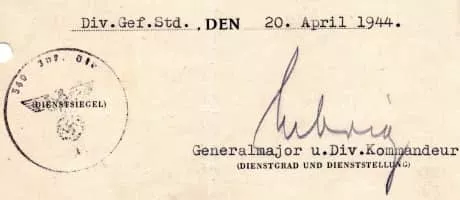 Div.Gef.Std. , DEN 20. April 1944.
(DIENSTSIEGEL)
Generalmajor u.Div.Kommandeur
(DIENSTGRAD UND DIENSTSTELLUNG)